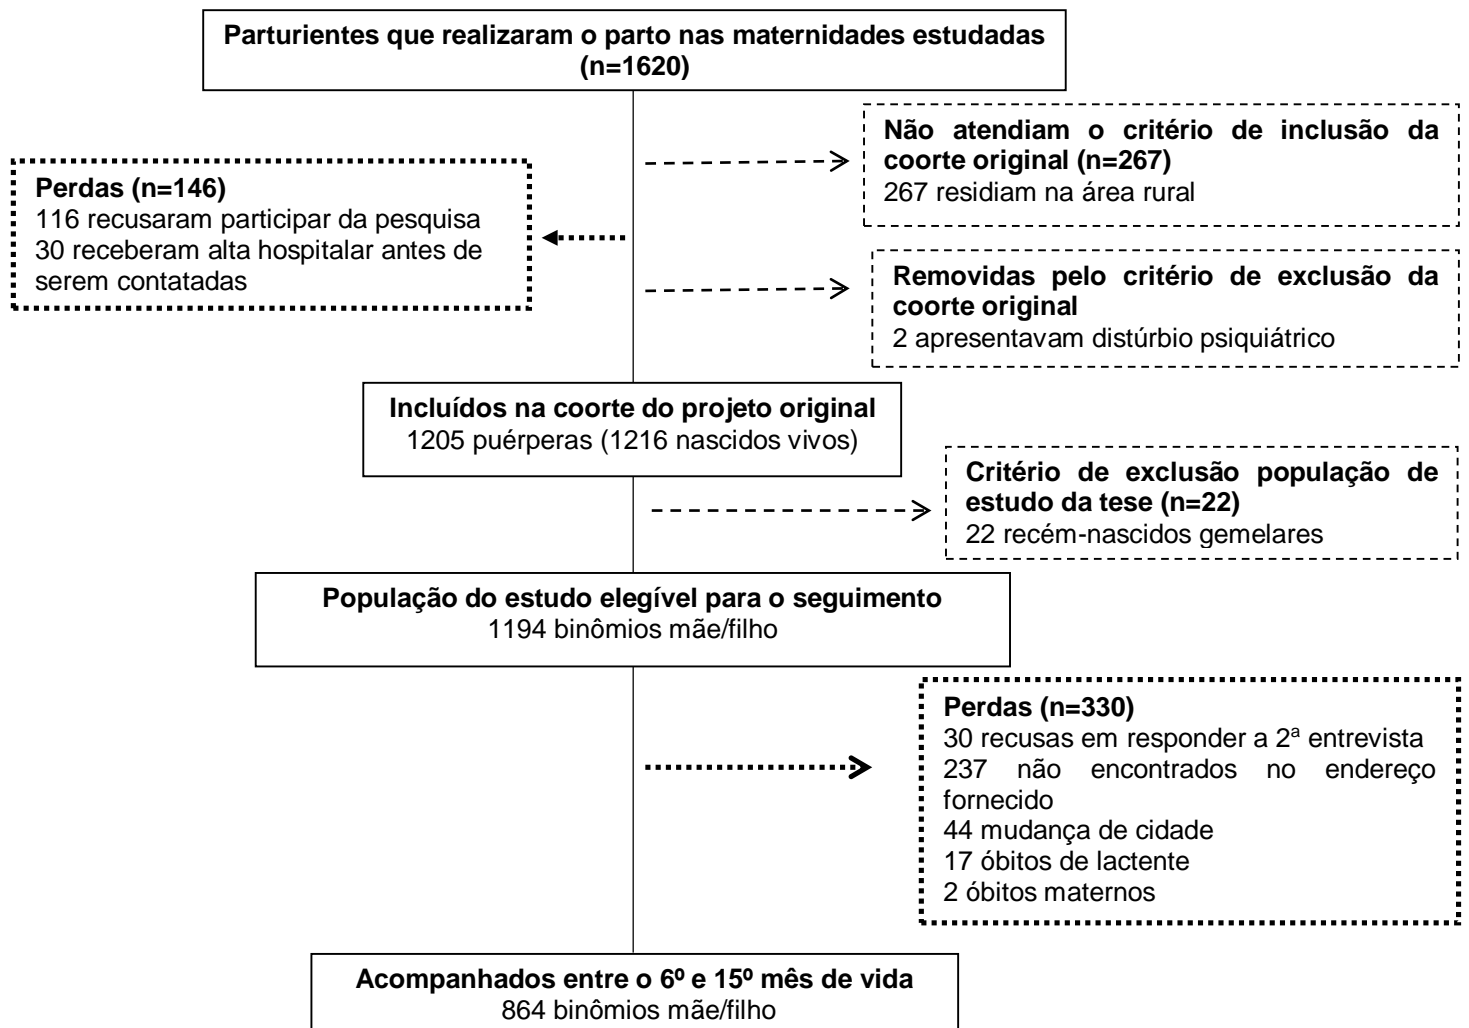 Parturientes que realizaram o parto nas maternidades estudadas
(n=1620)
Não atendiam o critério de inclusão da
coorte original (n=267)
267 residiam na área rural
Perdas (n=146)
116 recusaram participar da pesquisa
30 receberam alta hospitalar antes de
serem contatadas
Removidas pelo critério de exclusão da
coorte original
2 apresentavam distúrbio psiquiátrico
Incluídos na coorte do projeto original
1205 puérperas (1216 nascidos vivos)
Critério de exclusão população de
estudo da tese (n=22)
22 recém-nascidos gemelares
População do estudo elegível para o seguimento
1194 binômios mãe/filho
Perdas (n=330)
30 recusas em responder a 2ª entrevista
237 não encontrados no endereço
fornecido
44 mudança de cidade
17 óbitos de lactente
2 óbitos maternos
Acompanhados entre o 6º e 15º mês de vida
864 binômios mãe/filho